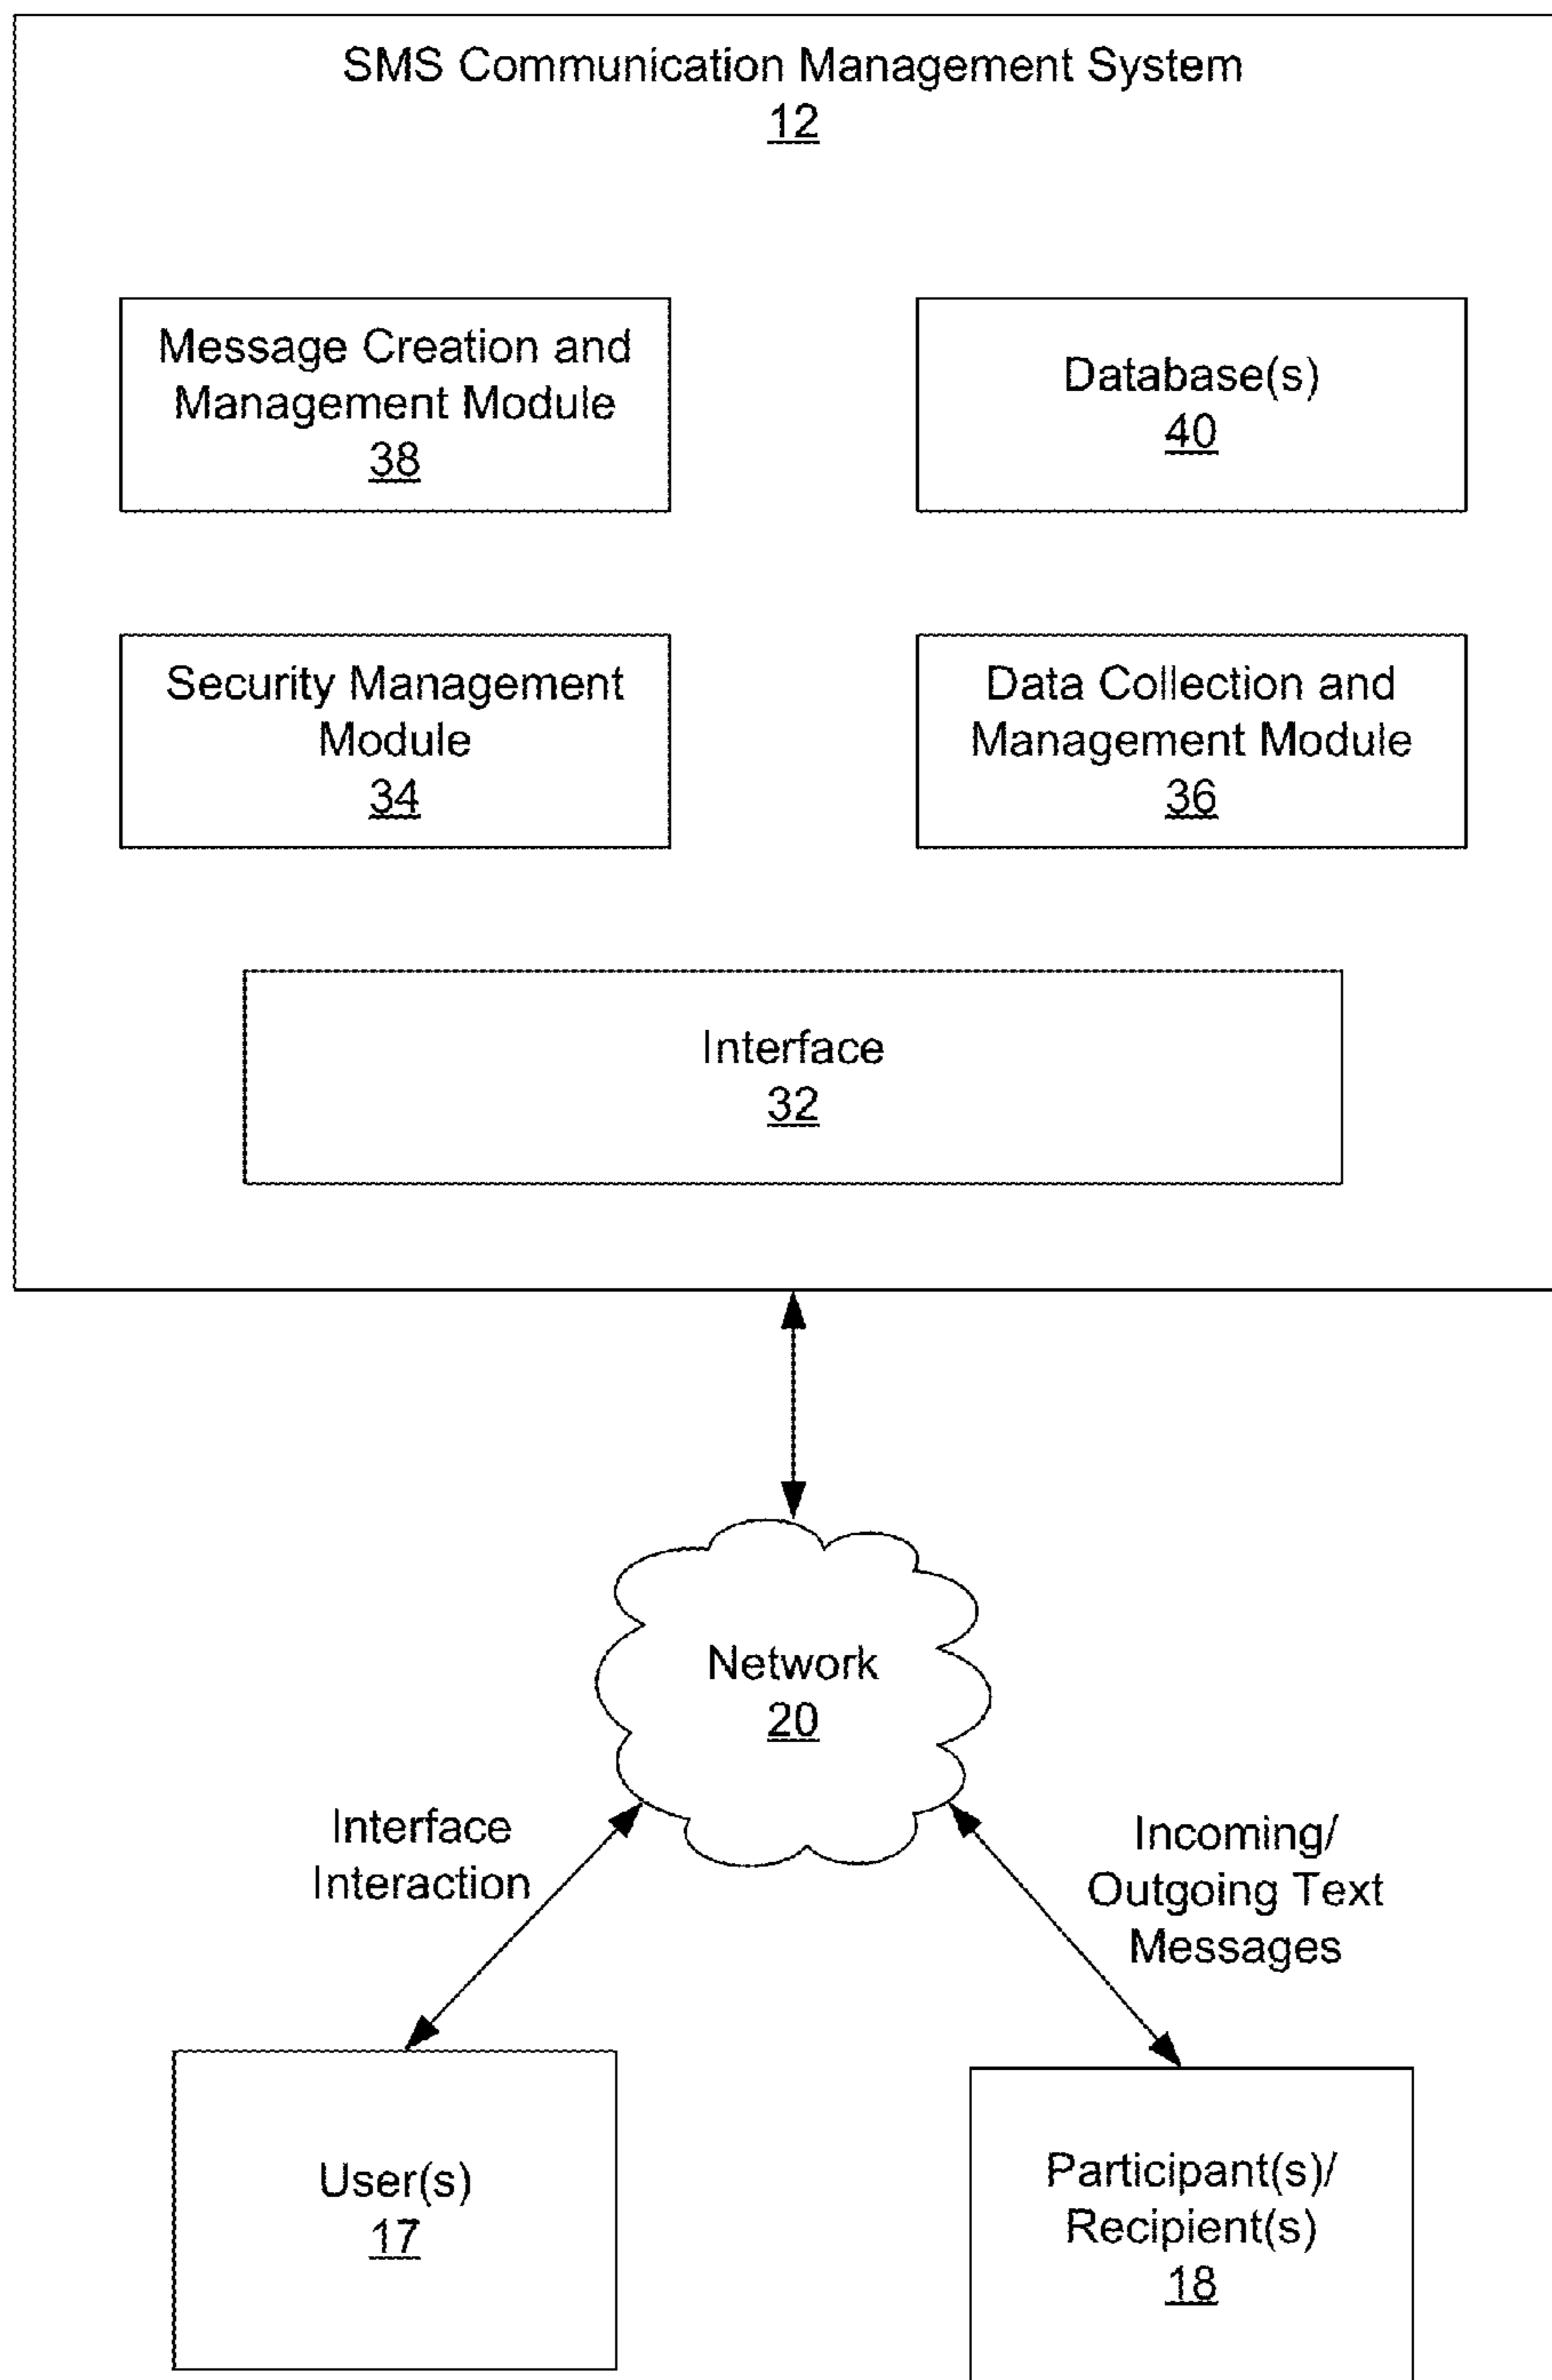 SMS Communication Management System
12
Message Creation and
Management Module
38
Database(s)
40
Security Management
Module
34
Data Collection and
Management Module
36
Interface
32
Network
20
Interface
Interaction
Incoming/
Outgoing Text
Messages
User(s)
17
Participant(s)/
Recipient(s)
18